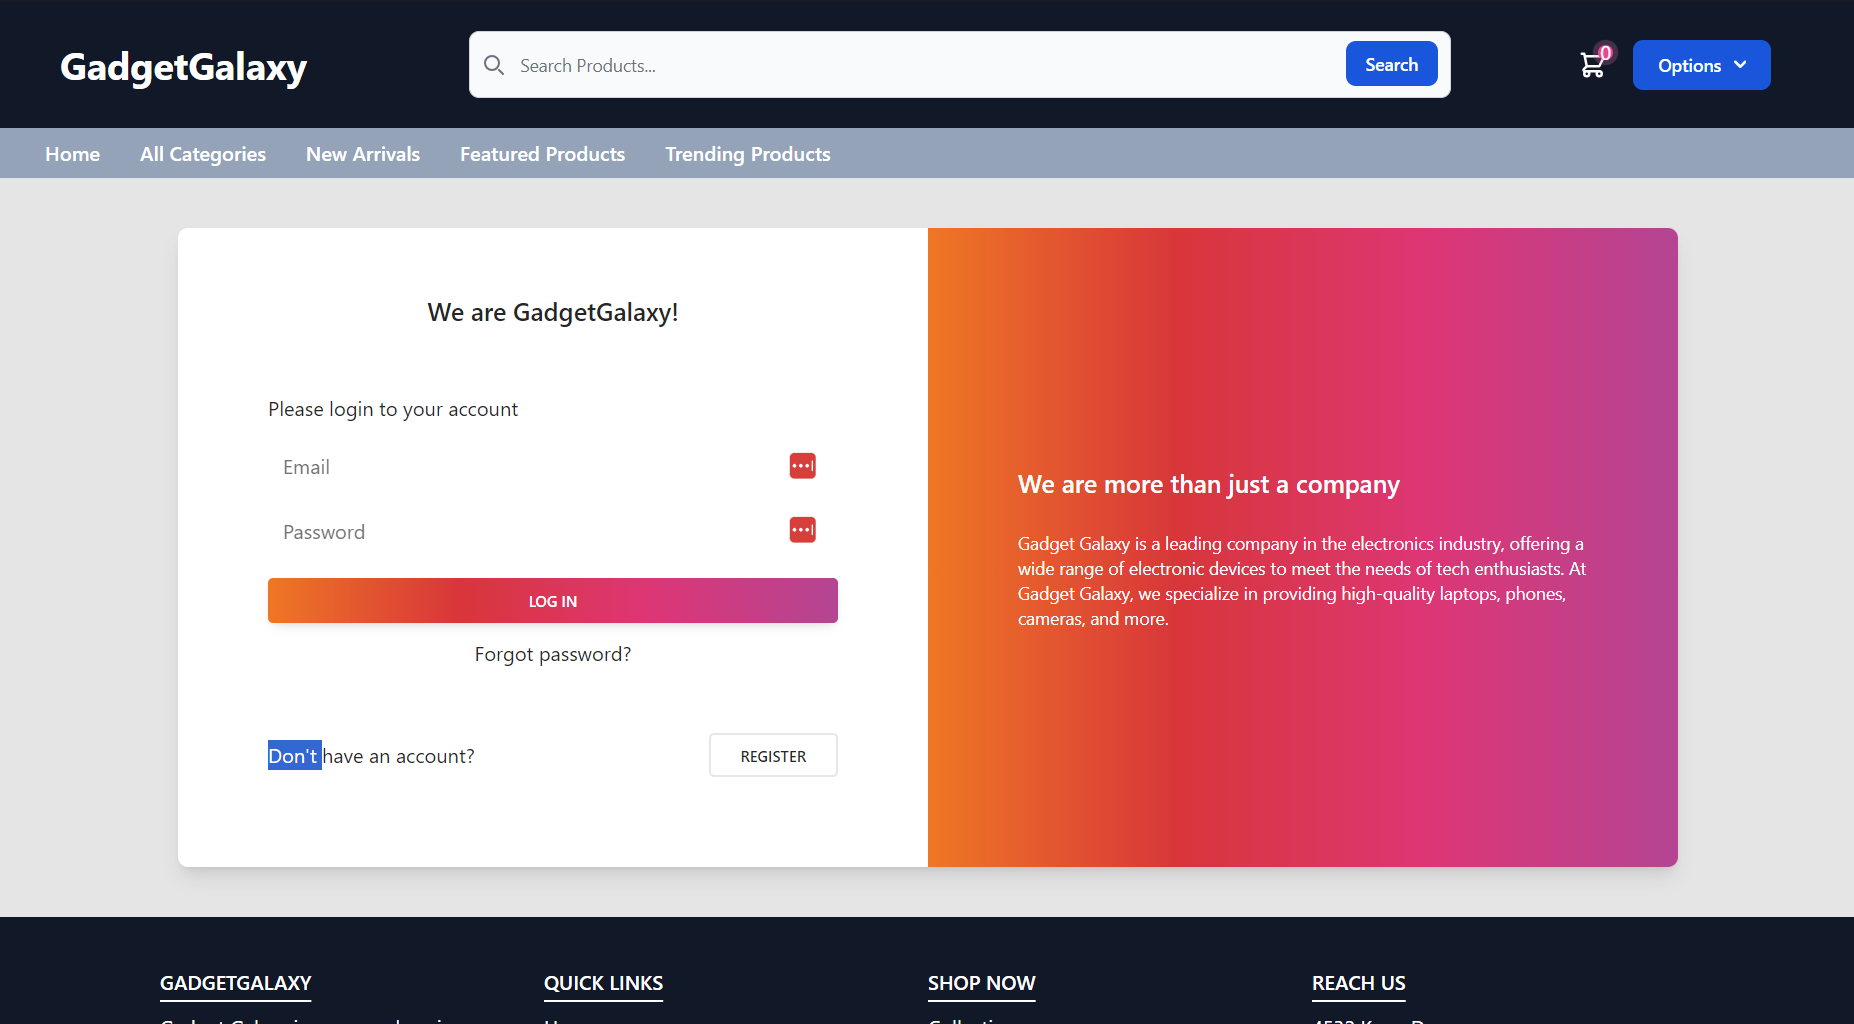 GadgetGalaxy
Search Products...
Search
0
Options
Home
All Categories
New Arrivals
Featured Products
Trending Products
We are GadgetGalaxy!
Please login to your account
Email
Password
LOG IN
Forgot password?
Don't have an account?
REGISTER
We are more than just a company
Gadget Galaxy is a leading company in the electronics industry, offering a
wide range of electronic devices to meet the needs of tech enthusiasts. At
Gadget Galaxy, we specialize in providing high-quality laptops, phones,
cameras, and more.
GADGETGALAXY
QUICK LINKS
SHOP NOW
REACH US